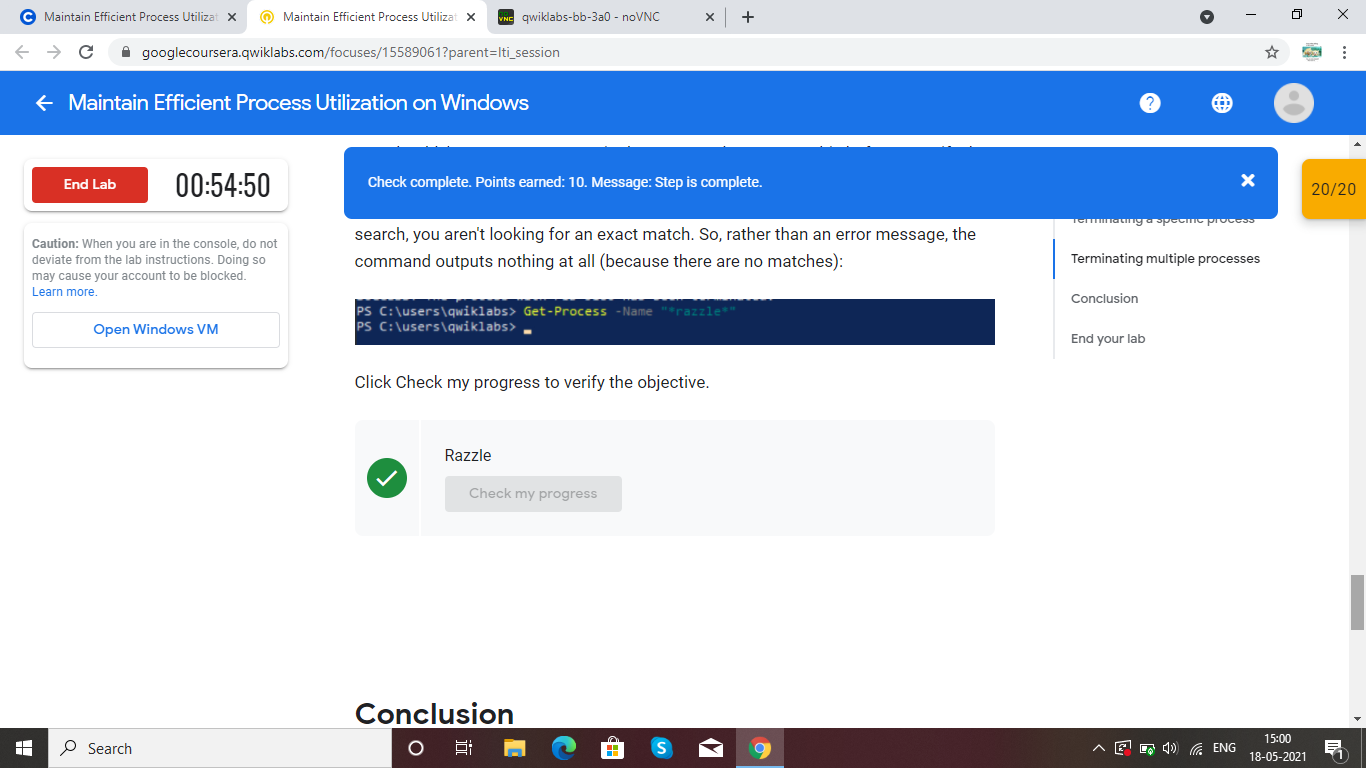 Maintain Efficient Process Utilizat
Maintain Efficient Process Utilizat
qwiklabs-bb-3a0 - noVNC
googlecoursera.qwiklabs.com/focuses/15589061?parent=lti_session
Maintain Efficient Process Utilization on Windows
End Lab
00:54:50
Caution: When you are in the console, do not
deviate from the lab instructions. Doing so
may cause your account to be blocked.
Learn more.
Open Windows VM
Check complete. Points earned: 10. Message: Step is complete.
20/20
search, you aren't looking for an exact match. So, rather than an error message, the
command outputs nothing at all (because there are no matches):
PS C:\users\qwiklabs> Get-Process -Name "*razzle*"
PS C:\users\qwiklabs>
Click Check my progress to verify the objective.
Razzle
Check my progress
Conclusion
Terminating a specific process
Terminating multiple processes
Conclusion
End your lab
Search
ENG
15:00
18-05-2021
1